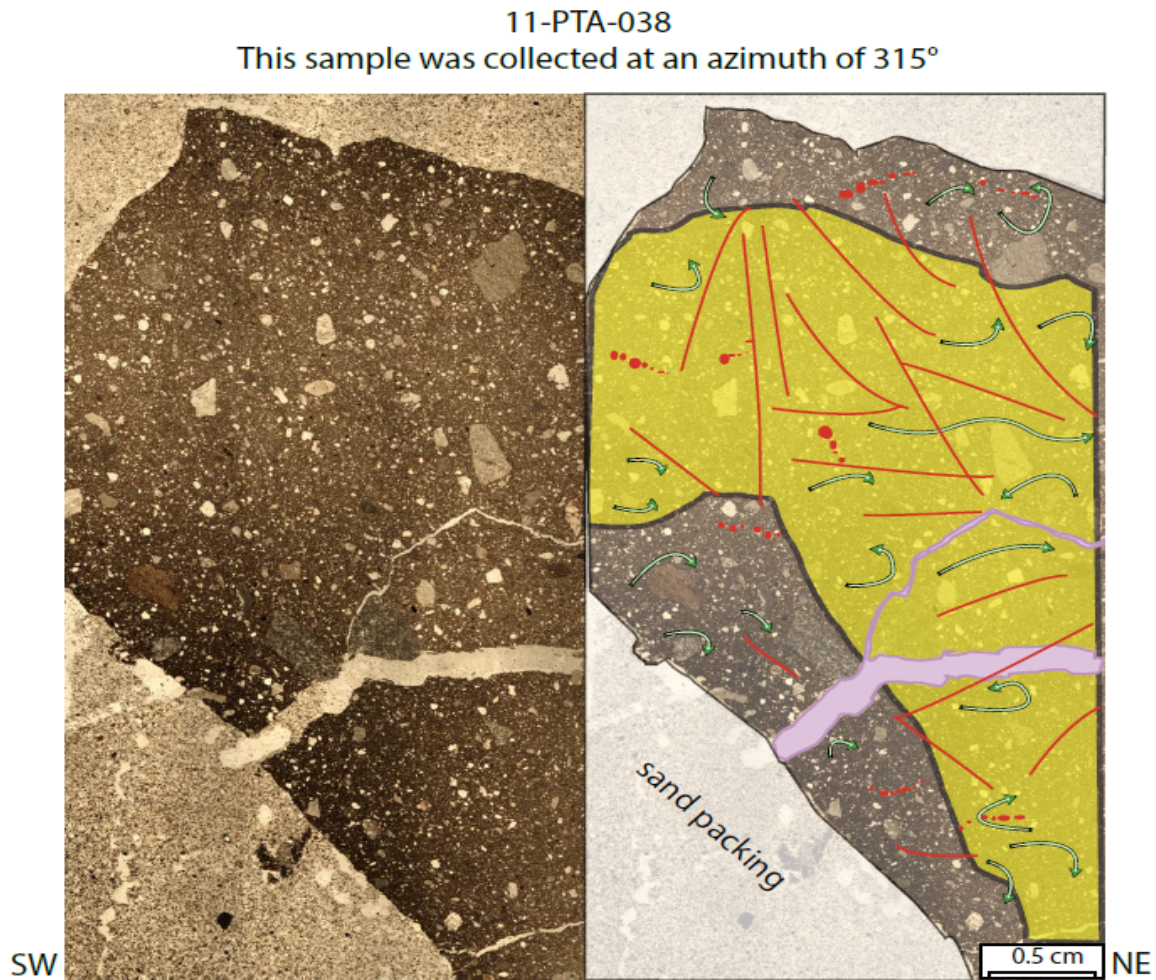 11-PTA-038
This sample was collected at an azimuth of 315°
sand packing
SW
0.5 cm
NE